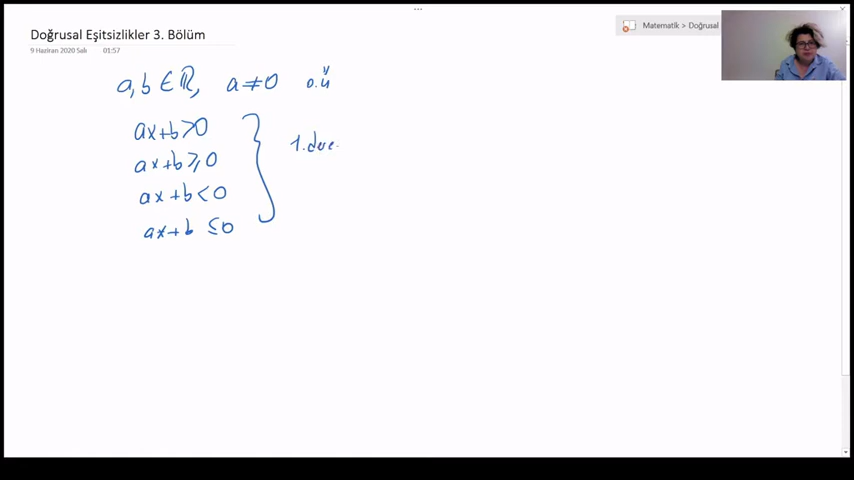 ...
Matematik > Doğrusal
Doğrusal Eşitsizlikler 3. Bölüm
9 Haziran 2020 Salı 01:57
a, b ∈ ℝ, a ≠ 0 o.ü
ax+b>0
ax+b≥0 1.dere
ax+b<0
ax+b ≤0